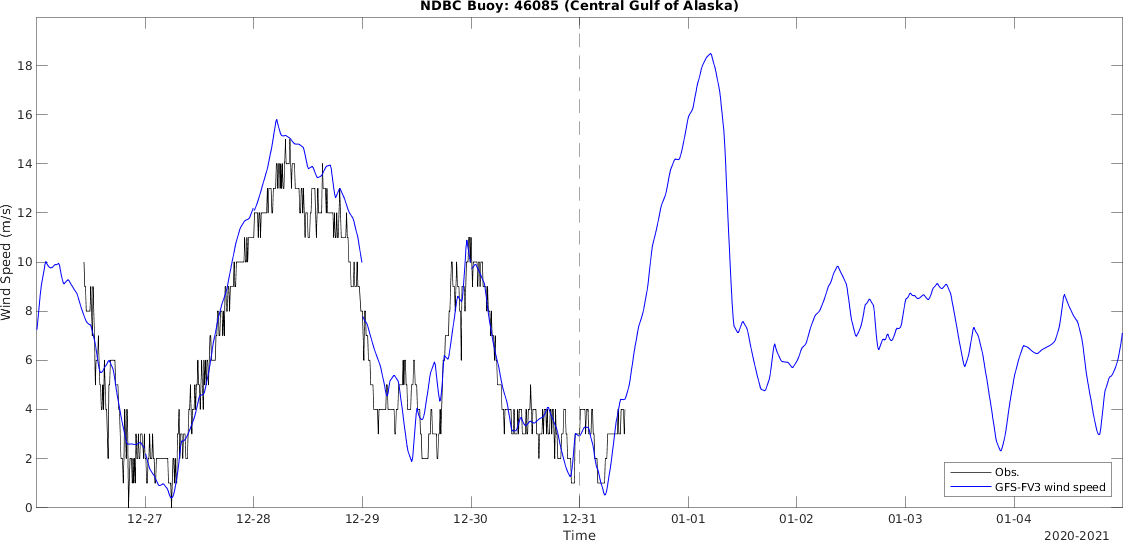 NDBC Buoy: 46085 (Central Gulf of Alaska)
18
16
14
12
10
8
6
4
2
0
Wind Speed (m/s)
Obs.
GFS-FV3 wind speed
12-27 12-28 12-29 12-30 12-31 01-01 01-02 01-03 01-04
Time
2020-2021